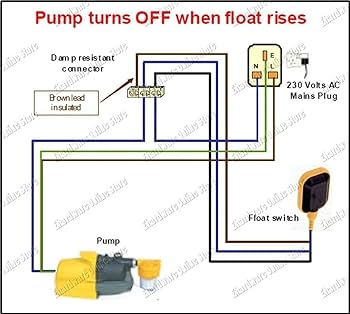 Pump turns OFF when float rises
Damp resistant
connector
Brown lead
insulated
E
N
L
230 Volts AC
Mains Plug
Float switch
Pump